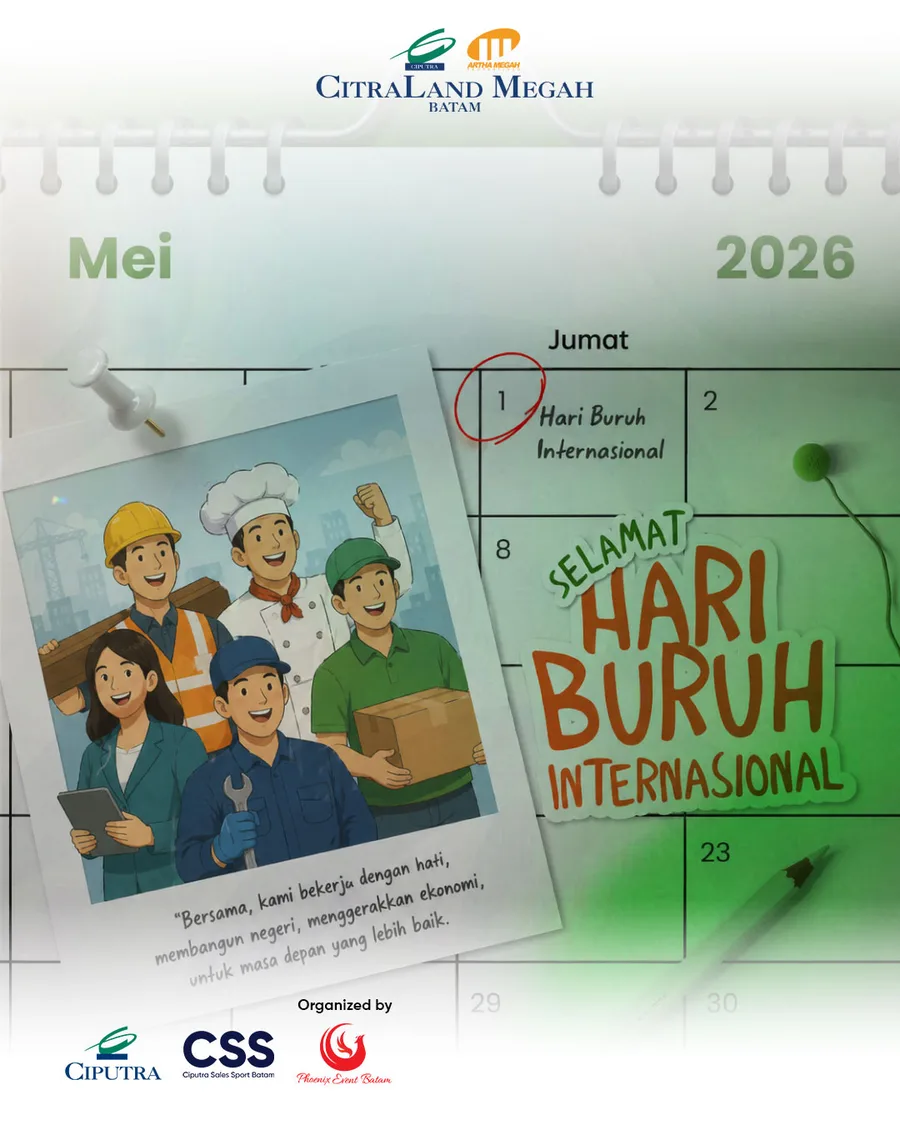 CIPUTRA
ARTHA MEGAH
CITRALAND MEGAH
BATAM
Mei
2026
Jumat
1
Hari Buruh
Internasional
2
8
SELAMAT
HARI
BURUH
INTERNASIONAL
23
"Bersama, kami bekerja dengan hati,
membangun negeri, menggerakkan ekonomi,
untuk masa depan yang lebih baik.
29
30
Organized by
CIPUTRA
CSS
Ciputra Sales Sport Batam
Phoenix Event Batam